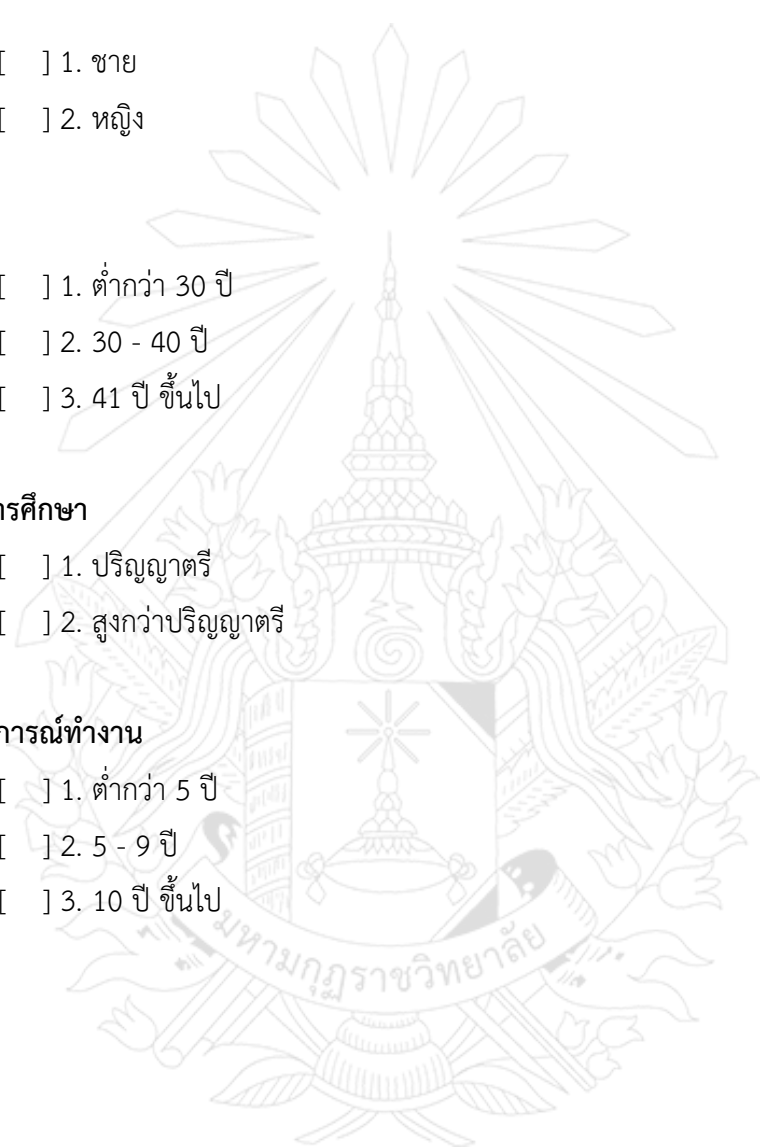 [ ] 1. ชาย
[ ] 2. หญิง
[ ] 1. ต่ำกว่า 30 ปี
[ ] 2. 30 - 40 ปี
[ ] 3. 41 ปี ขึ้นไป
ารศึกษา
[ ] 1. ปริญญาตรี
[ ] 2. สูงกว่าปริญญาตรี
การณ์ทำงาน
[ ] 1. ต่ำกว่า 5 ปี
[ ] 2. 5 - 9 ปี
[ ] 3. 10 ปี ขึ้นไป
มหามกุฏราชวิทยาลัย